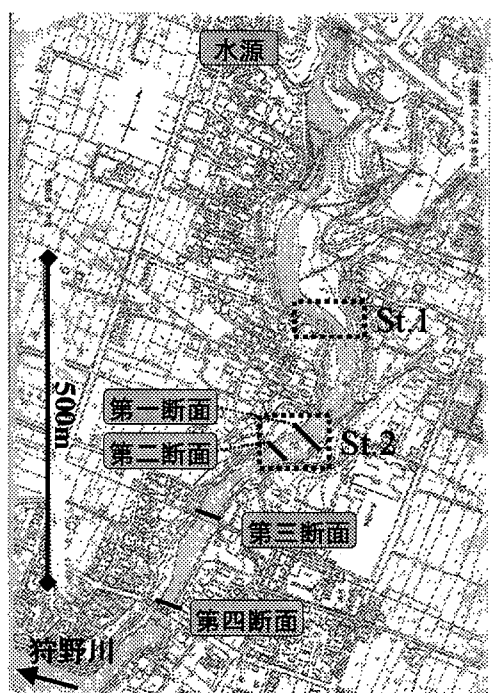 水源
St.1
500m
第一断面
第二断面
St.2
第三断面
第四断面
狩野川